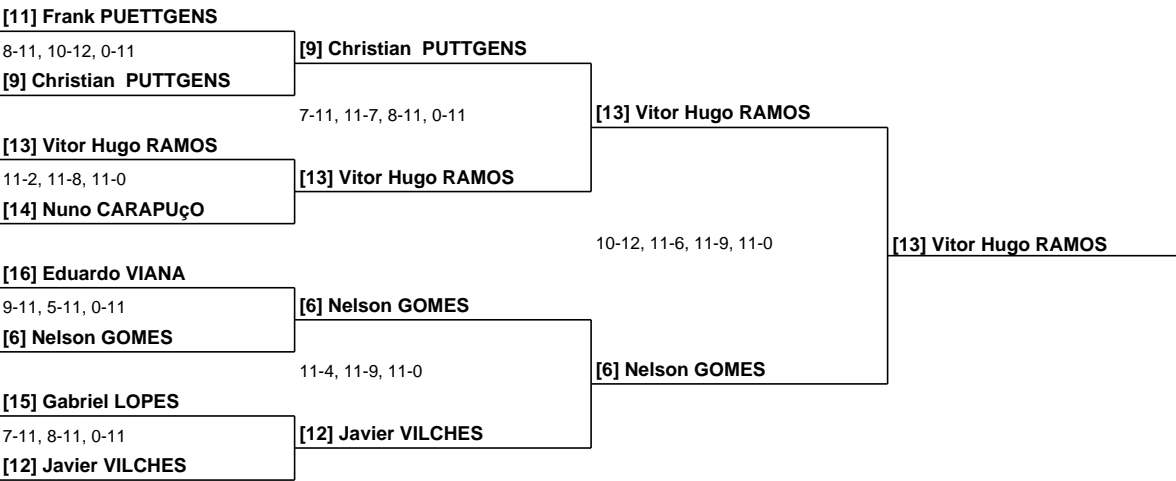 [11] Frank PUETTGENS
8-11, 10-12, 0-11
[9] Christian  PUTTGENS
[9] Christian  PUTTGENS
7-11, 11-7, 8-11, 0-11
[13] Vitor Hugo RAMOS
[13] Vitor Hugo RAMOS
11-2, 11-8, 11-0
[13] Vitor Hugo RAMOS
[14] Nuno CARAPUçO
10-12, 11-6, 11-9, 11-0
[13] Vitor Hugo RAMOS
[16] Eduardo VIANA
9-11, 5-11, 0-11
[6] Nelson GOMES
[6] Nelson GOMES
11-4, 11-9, 11-0
[6] Nelson GOMES
[15] Gabriel LOPES
7-11, 8-11, 0-11
[12] Javier VILCHES
[12] Javier VILCHES